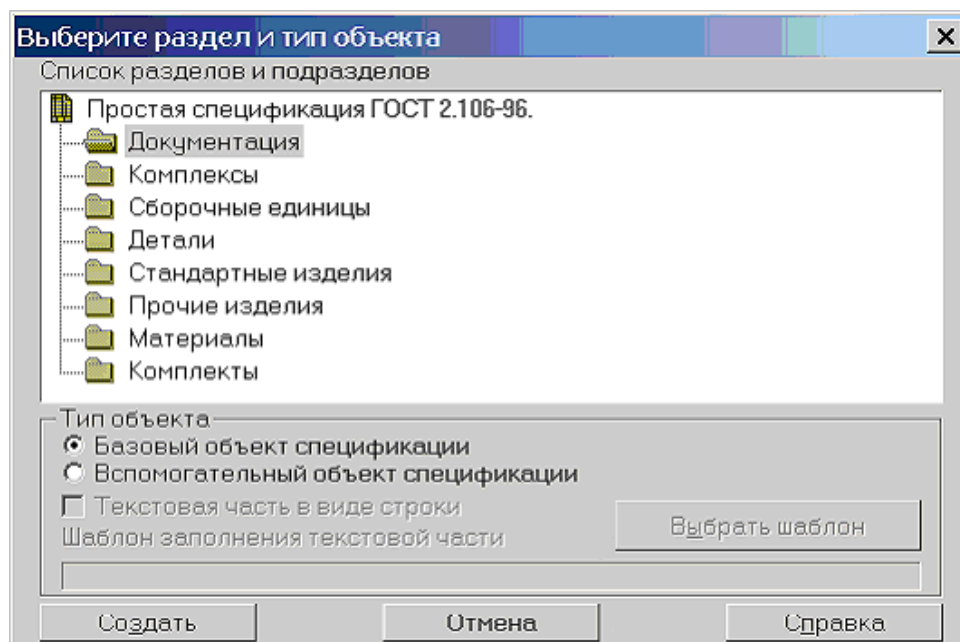 Выберите раздел и тип объекта
Список разделов и подразделов
Простая спецификация ГОСТ 2.106-96.
Документация
Комплексы
Сборочные единицы
Детали
Стандартные изделия
Прочие изделия
Материалы
Комплекты
Тип объекта
Базовый объект спецификации
Вспомогательный объект спецификации
Текстовая часть в виде строки
Шаблон заполнения текстовой части
Выбрать шаблон
Создать Отмена Справка